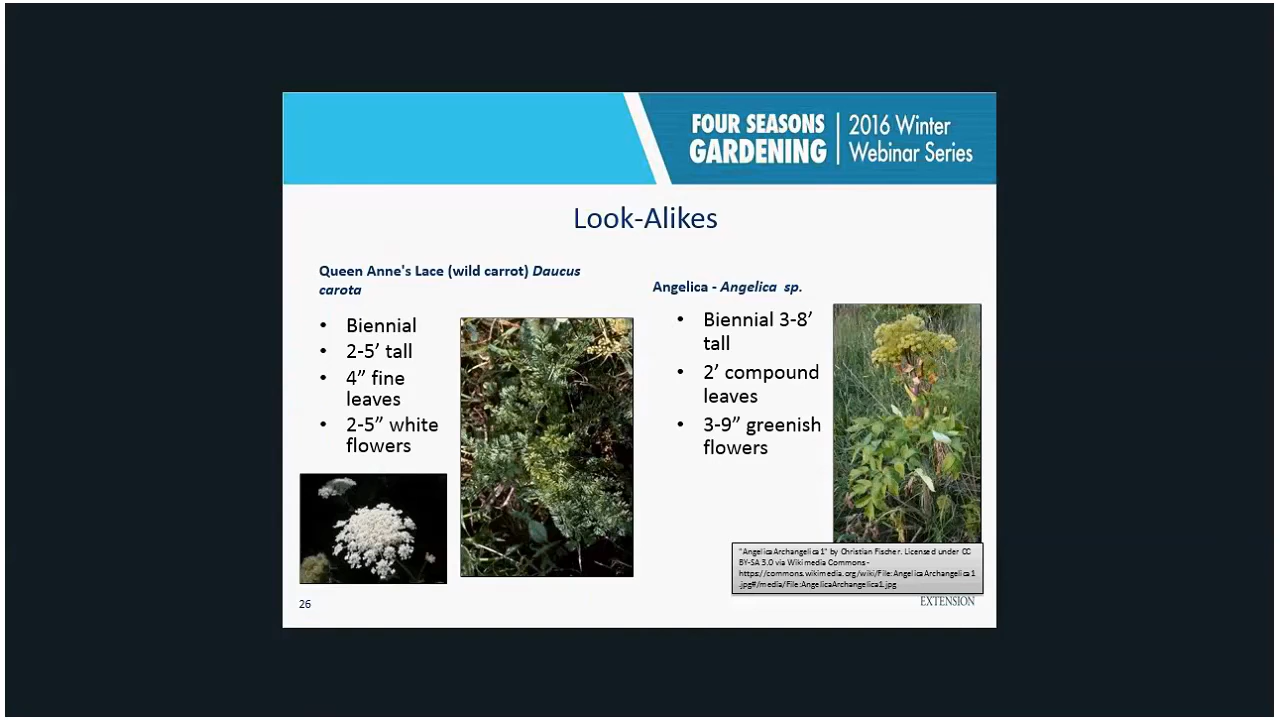 FOUR SEASONS
GARDENING
2016 Winter
Webinar Series
Look-Alikes
Queen Anne's Lace (wild carrot) Daucus
carota
• Biennial
• 2-5’ tall
• 4” fine
leaves
• 2-5” white
flowers
Angelica - Angelica sp.
• Biennial 3-8’
tall
• 2’ compound
leaves
• 3-9” greenish
flowers
"AngelicaArchangelica1" by Christian Fischer. Licensed under CC
BY-SA 3.0 via Wikimedia Commons -
https://commons.wikimedia.org/wiki/File:AngelicaArchangelica1
.jpg#/media/File:AngelicaArchangelica1.jpg
26
EXTENSION